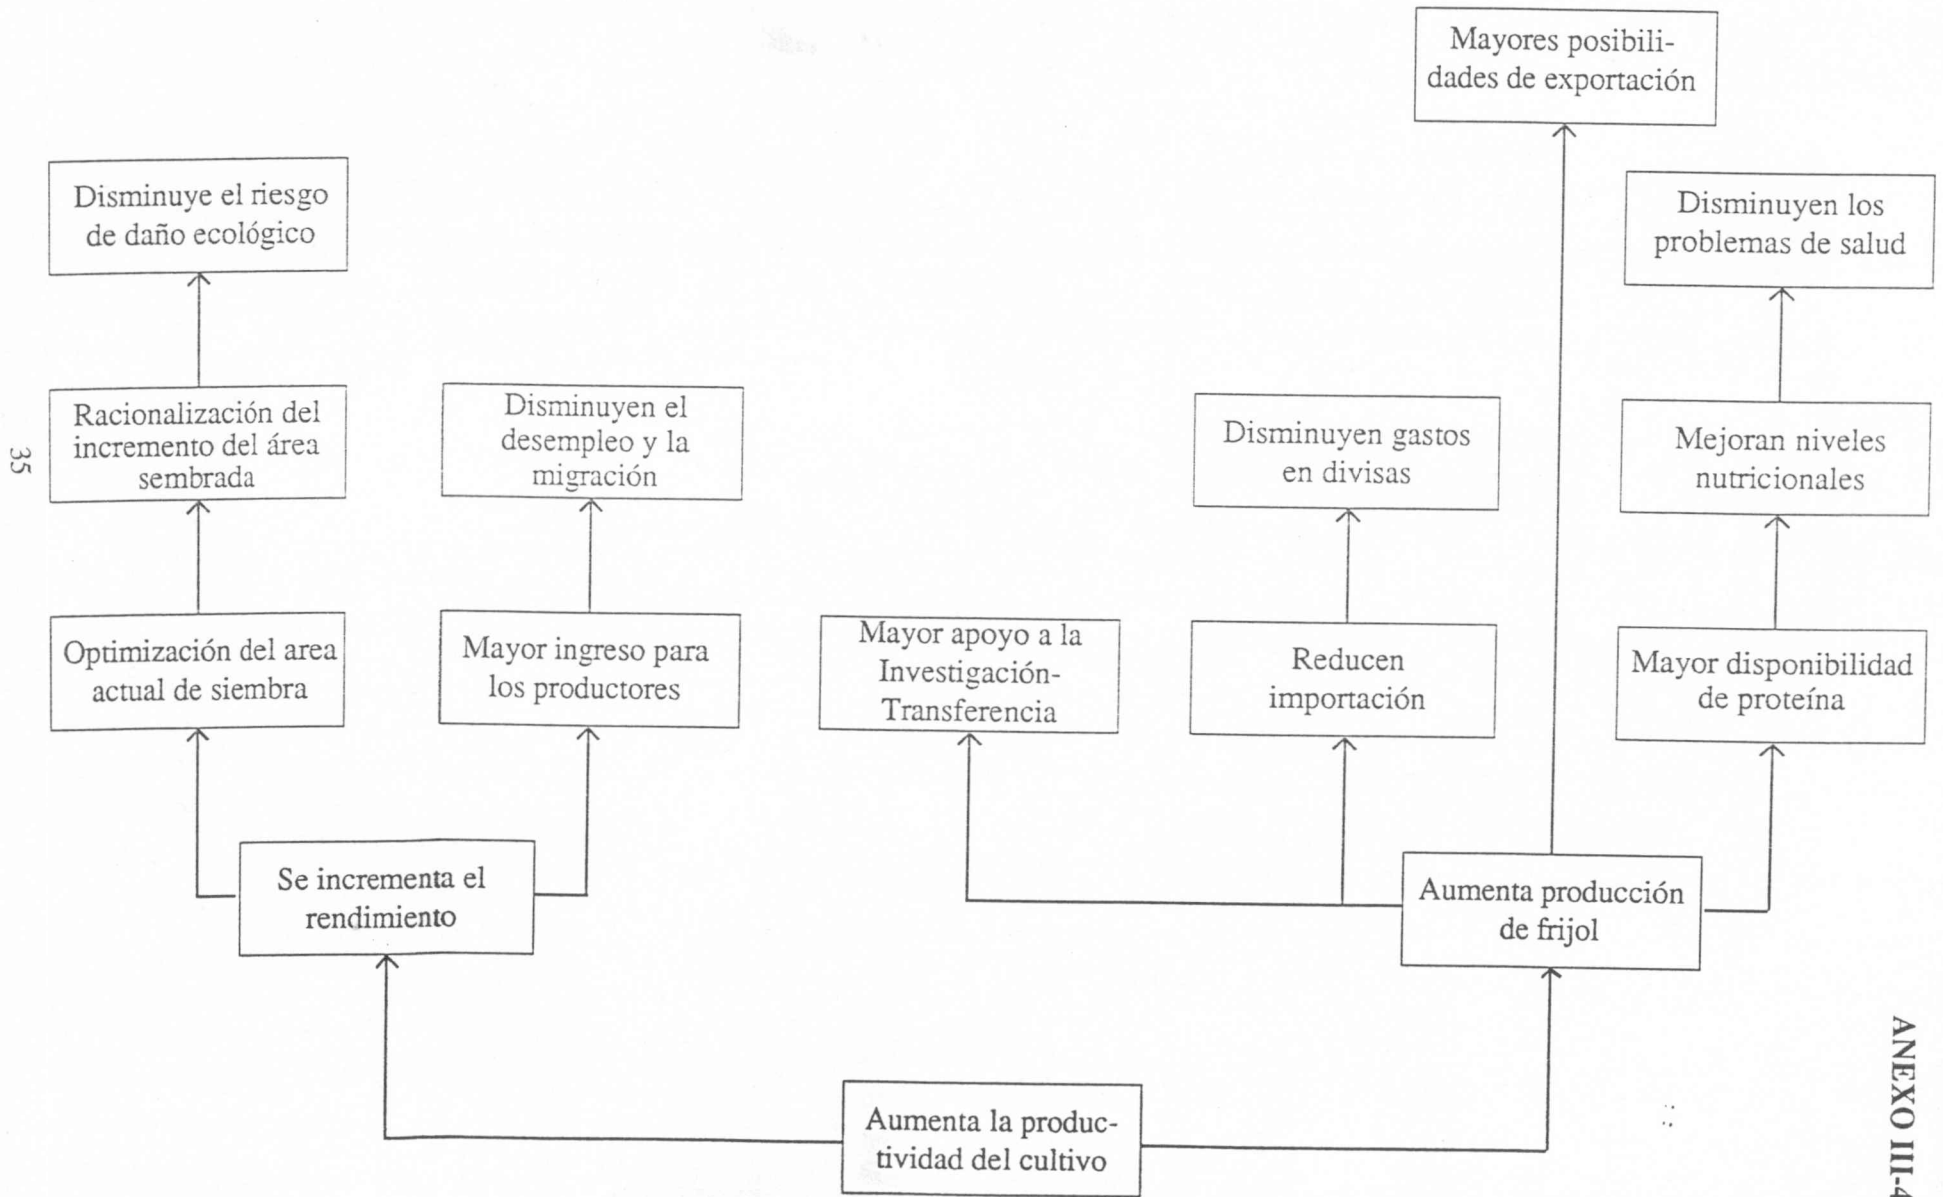 Mayores posibili-
dades de exportación
Disminuye el riesgo
de daño ecológico
Disminuyen los
problemas de salud
Racionalización del
incremento del área
sembrada
Disminuyen el
desempleo y la
migración
Disminuyen gastos
en divisas
Mejoran niveles
nutricionales
35
Optimización del area
actual de siembra
Mayor ingreso para
los productores
Mayor apoyo a la
Investigación-
Transferencia
Reducen
importación
Mayor disponibilidad
de proteína
Se incrementa el
rendimiento
Aumenta producción
de frijol
Aumenta la produc-
tividad del cultivo
ANEXO III-4